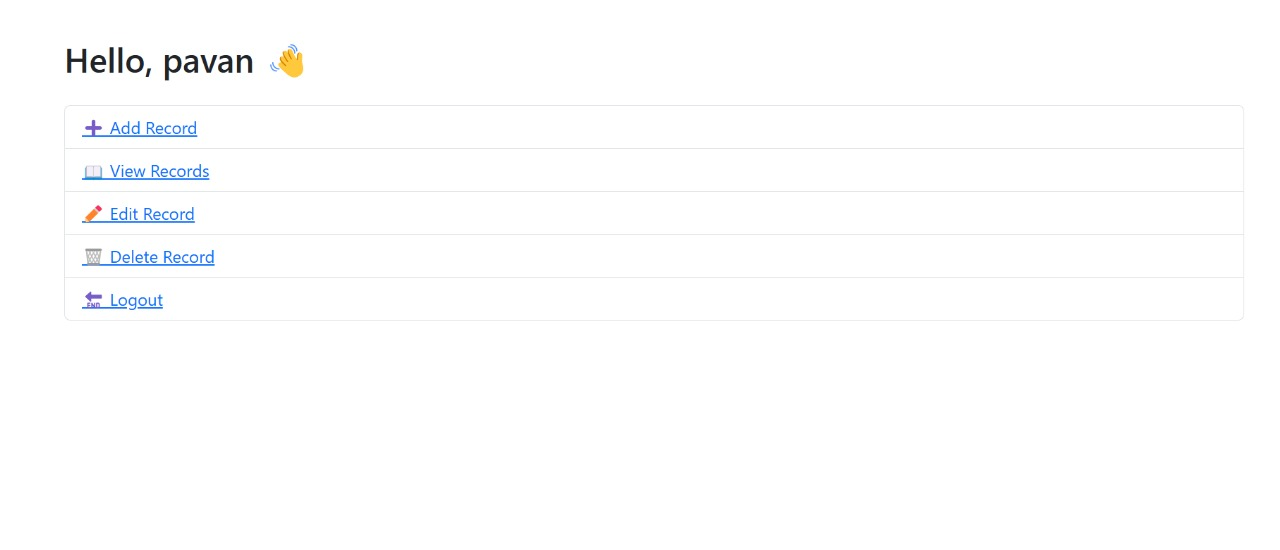 Hello, pavan 👋
➕ Add Record
📖 View Records
✏️ Edit Record
🗑️ Delete Record
🔚 Logout